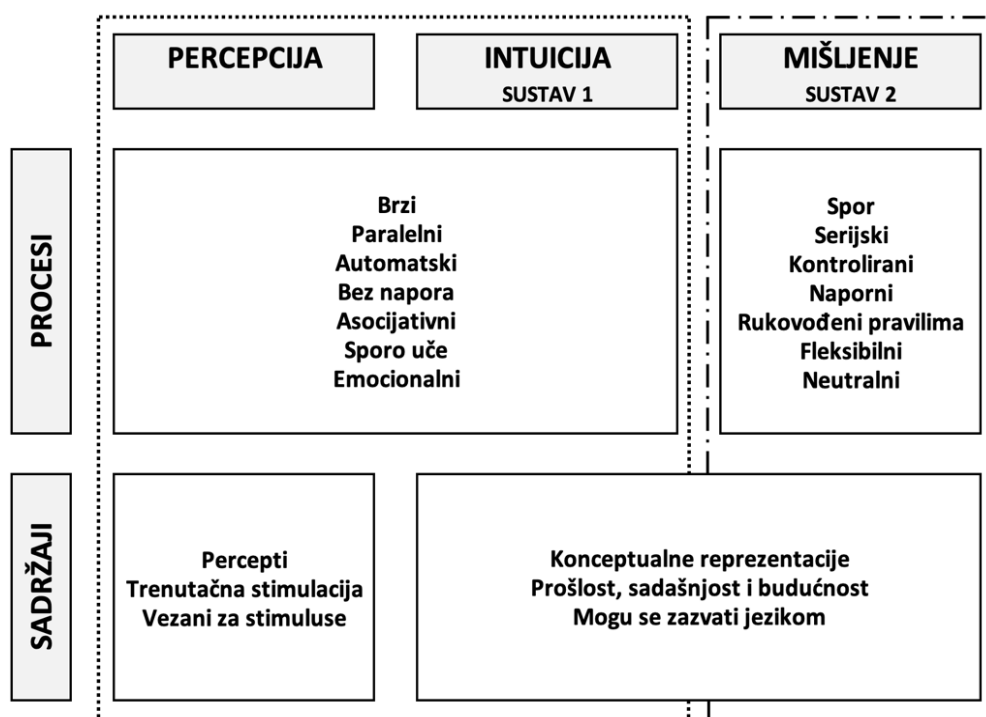 PERCEPCIJA
INTUICIJA
SUSTAV 1
MIŠLJENJE
SUSTAV 2
PROCESI
Brzi
Paralelni
Automatski
Bez napora
Asocijativni
Sporo uče
Emocionalni
Spor
Serijski
Kontrolirani
Naporni
Rukovođeni pravilima
Fleksibilni
Neutralni
SADRŽAJI
Percepti
Trenutačna stimulacija
Vezani za stimuluse
Konceptualne reprezentacije
Prošlost, sadašnjost i budućnost
Mogu se zazvati jezikom